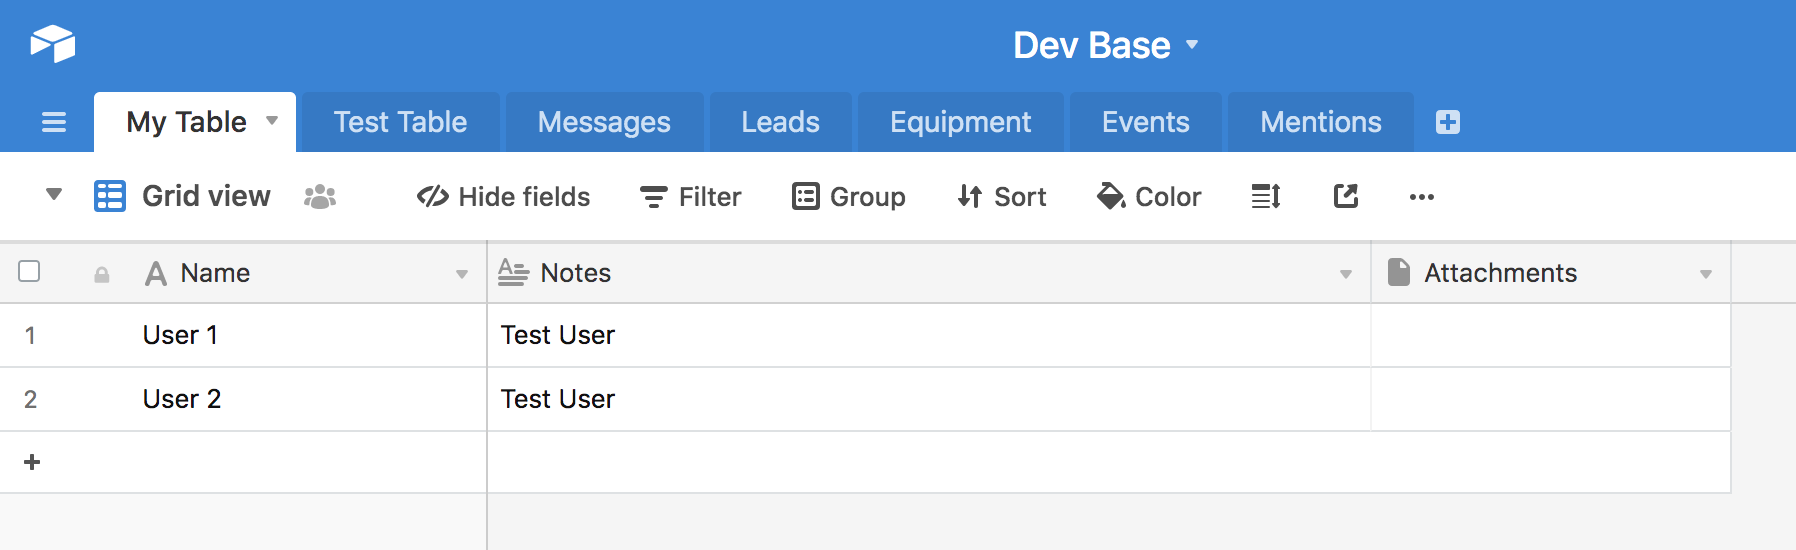 Dev Base
My Table Test Table Messages Leads Equipment Events Mentions
Grid view Hide fields Filter Group Sort Color
Name Notes Attachments
1 User 1 Test User
2 User 2 Test User